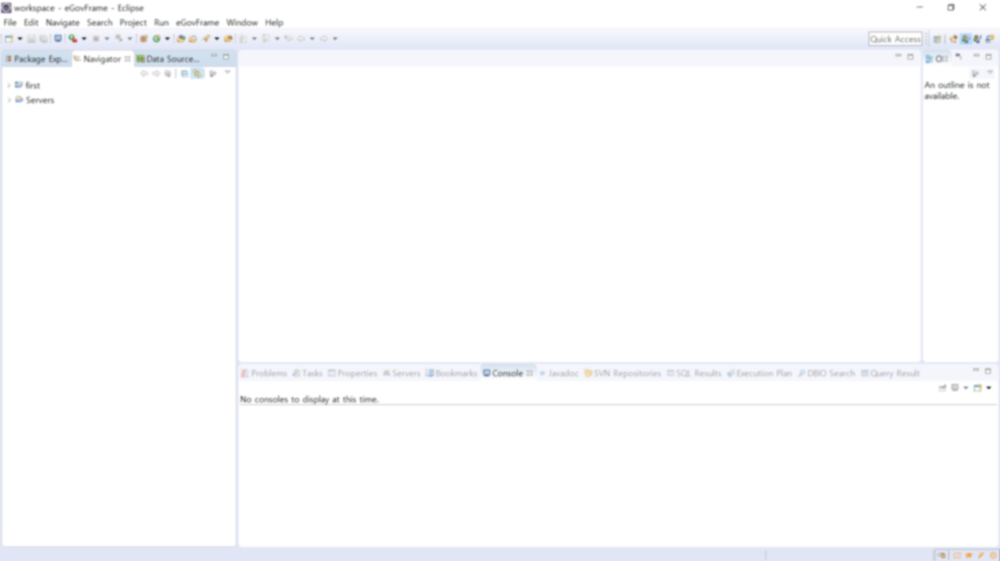 workspace - eGovFrame - Eclipse
File Edit Navigate Search Project Run eGovFrame Window Help
Quick Access
Package Exp... Navigator Data Source...
first
Servers
O
An outline is not
available.
Problems Tasks Properties Servers Bookmarks Console Javadoc SVN Repositories SQL Results Execution Plan DBIO Search Query Result
No consoles to display at this time.